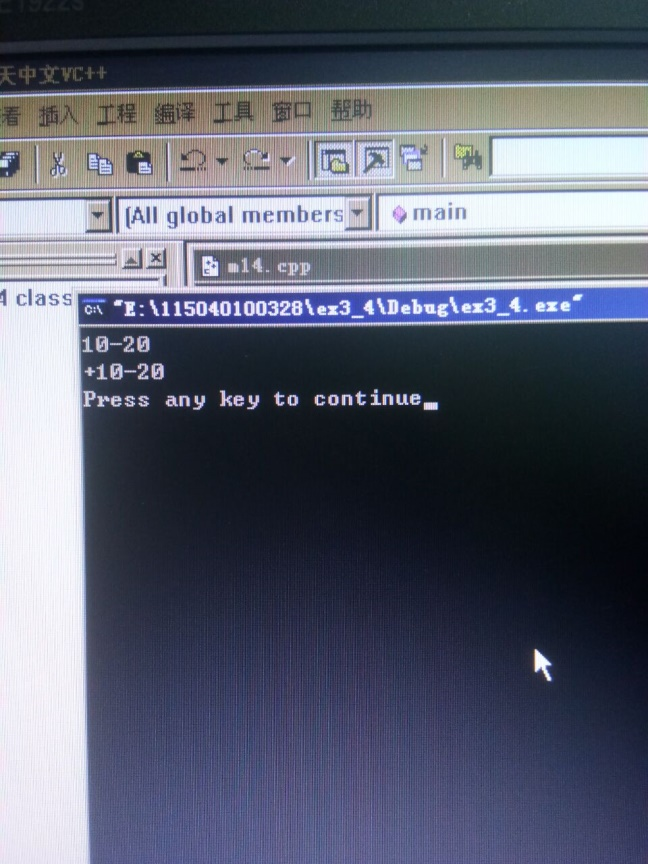 天中文VC++
看 插入 工程 编译 工具 窗口 帮助
(All global members
main
m14.cpp
class
"E:\115040100328\ex3_4\Debug\ex3_4.exe"
10-20
+10-20
Press any key to continue